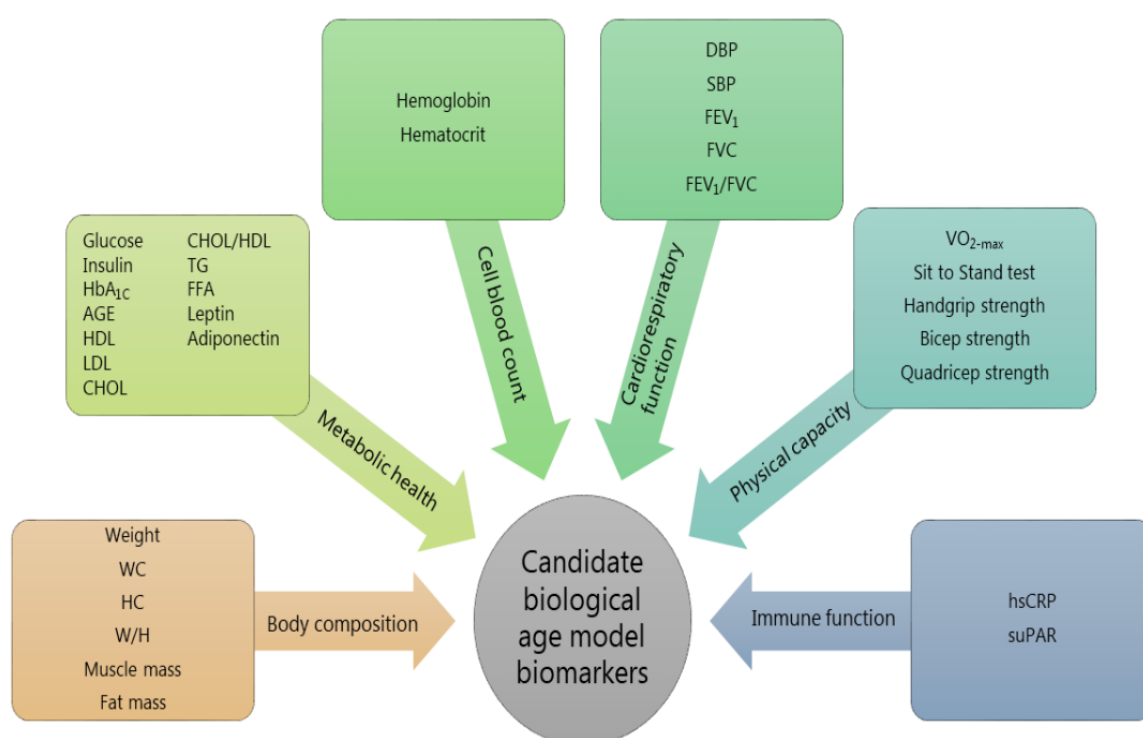 Hemoglobin
Hematocrit
DBP
SBP
FEV₁
FVC
FEV₁/FVC
Glucose
Insulin
HbA₁C
AGE
HDL
LDL
CHOL
CHOL/HDL
TG
FFA
Leptin
Adiponectin
VO₂₋max
Sit to Stand test
Handgrip strength
Bicep strength
Quadricep strength
Cell blood count
Cardiorespiratory
function
Metabolic health
Physical capacity
Weight
WC
HC
W/H
Muscle mass
Fat mass
Body composition
Candidate
biological
age model
biomarkers
Immune function
hsCRP
suPAR